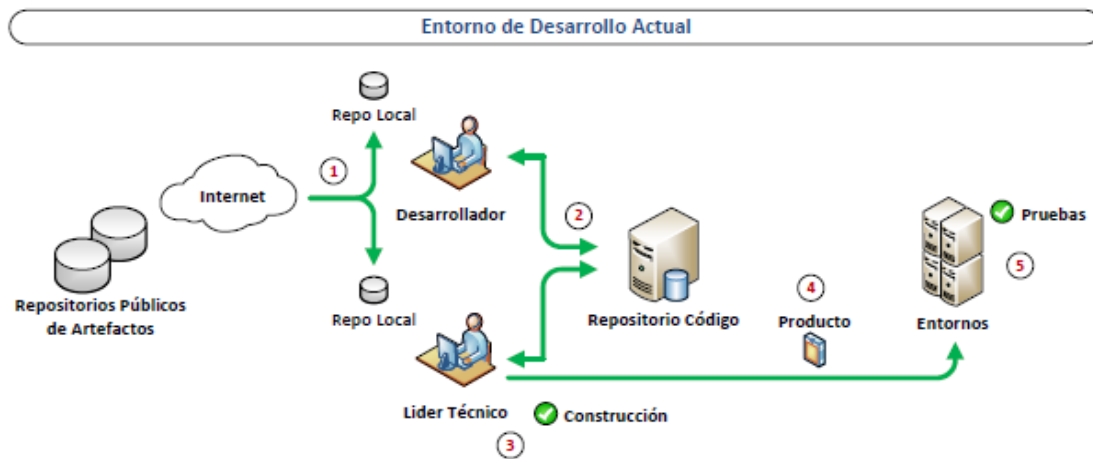 Entorno de Desarrollo Actual
Repo Local
1
Internet
Desarrollador
2
Pruebas
5
Repositorios Públicos
de Artefactos
Repo Local
Repositorio Código
4
Producto
Entornos
Lider Técnico
Construcción
3